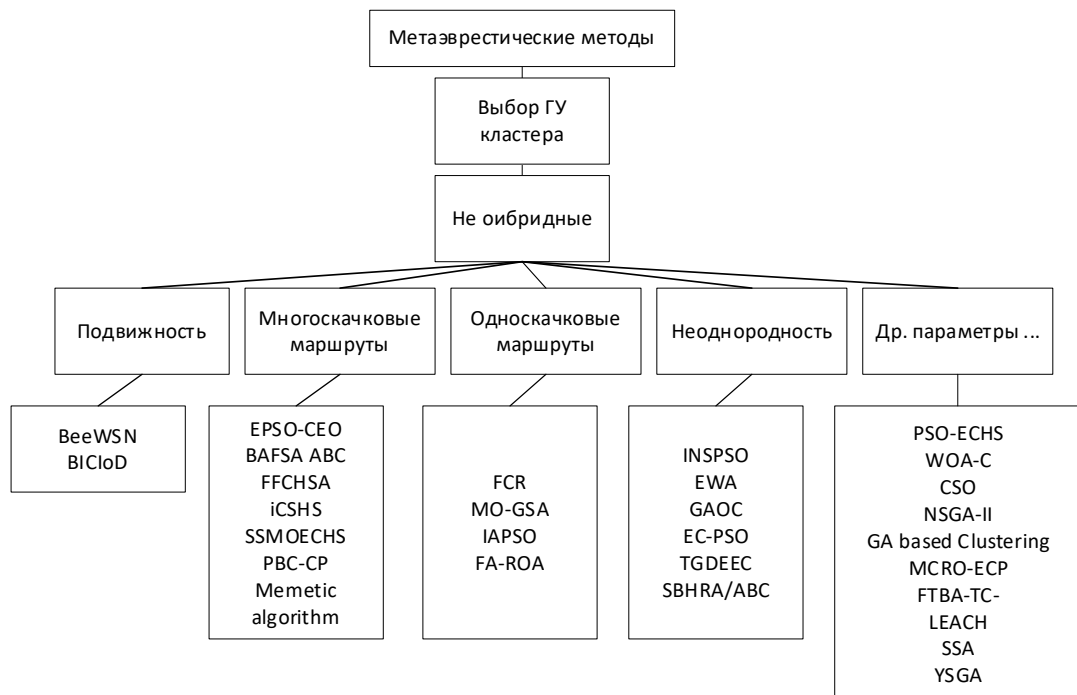 Метаэврестические методы
Выбор ГУ
кластера
Не оибридные
Подвижность
Многоскачковые
маршруты
Односкачковые
маршруты
Неоднородность
Др. параметры ...
BeeWSN
BICIoD
EPSO-CEO
BAFSA ABC
FFCHSA
iCSHS
SSMOECHS
PBC-CP
Memetic
algorithm
FCR
MO-GSA
IAPSO
FA-ROA
INSPSO
EWA
GAOC
EC-PSO
TGDEEC
SBHRA/ABC
PSO-ECHS
WOA-C
CSO
NSGA-II
GA based Clustering
MCRO-ECP
FTBA-TC-
LEACH
SSA
YSGA